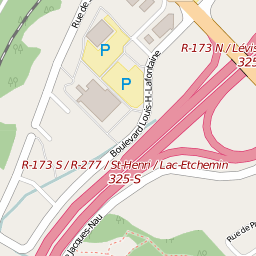 Rue de
R-173 N / Lévis
325
P
P
Boulevard Louis-H.-Lafontaine
R-173 S / R-277 / St-Henri / Lac-Etchemin
325-S
Jacques-Nau
Rue de P